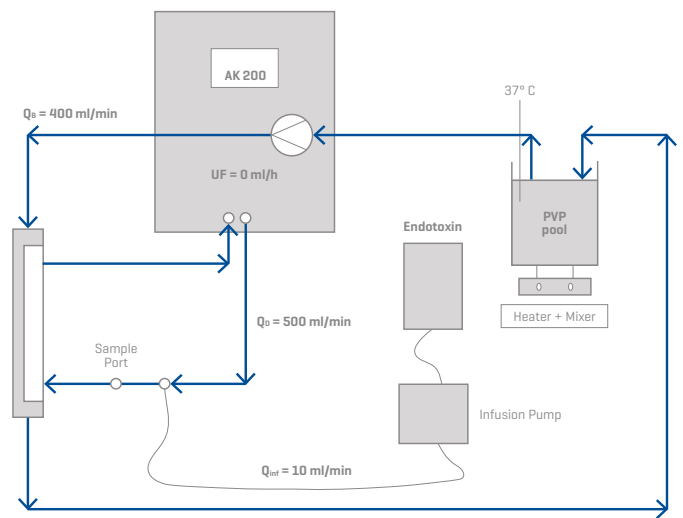 AK 200
37° C
Q_B = 400 ml/min
UF = 0 ml/h
PVP
pool
Endotoxin
Heater + Mixer
Q_D = 500 ml/min
Sample
Port
Infusion Pump
Q_inf = 10 ml/min